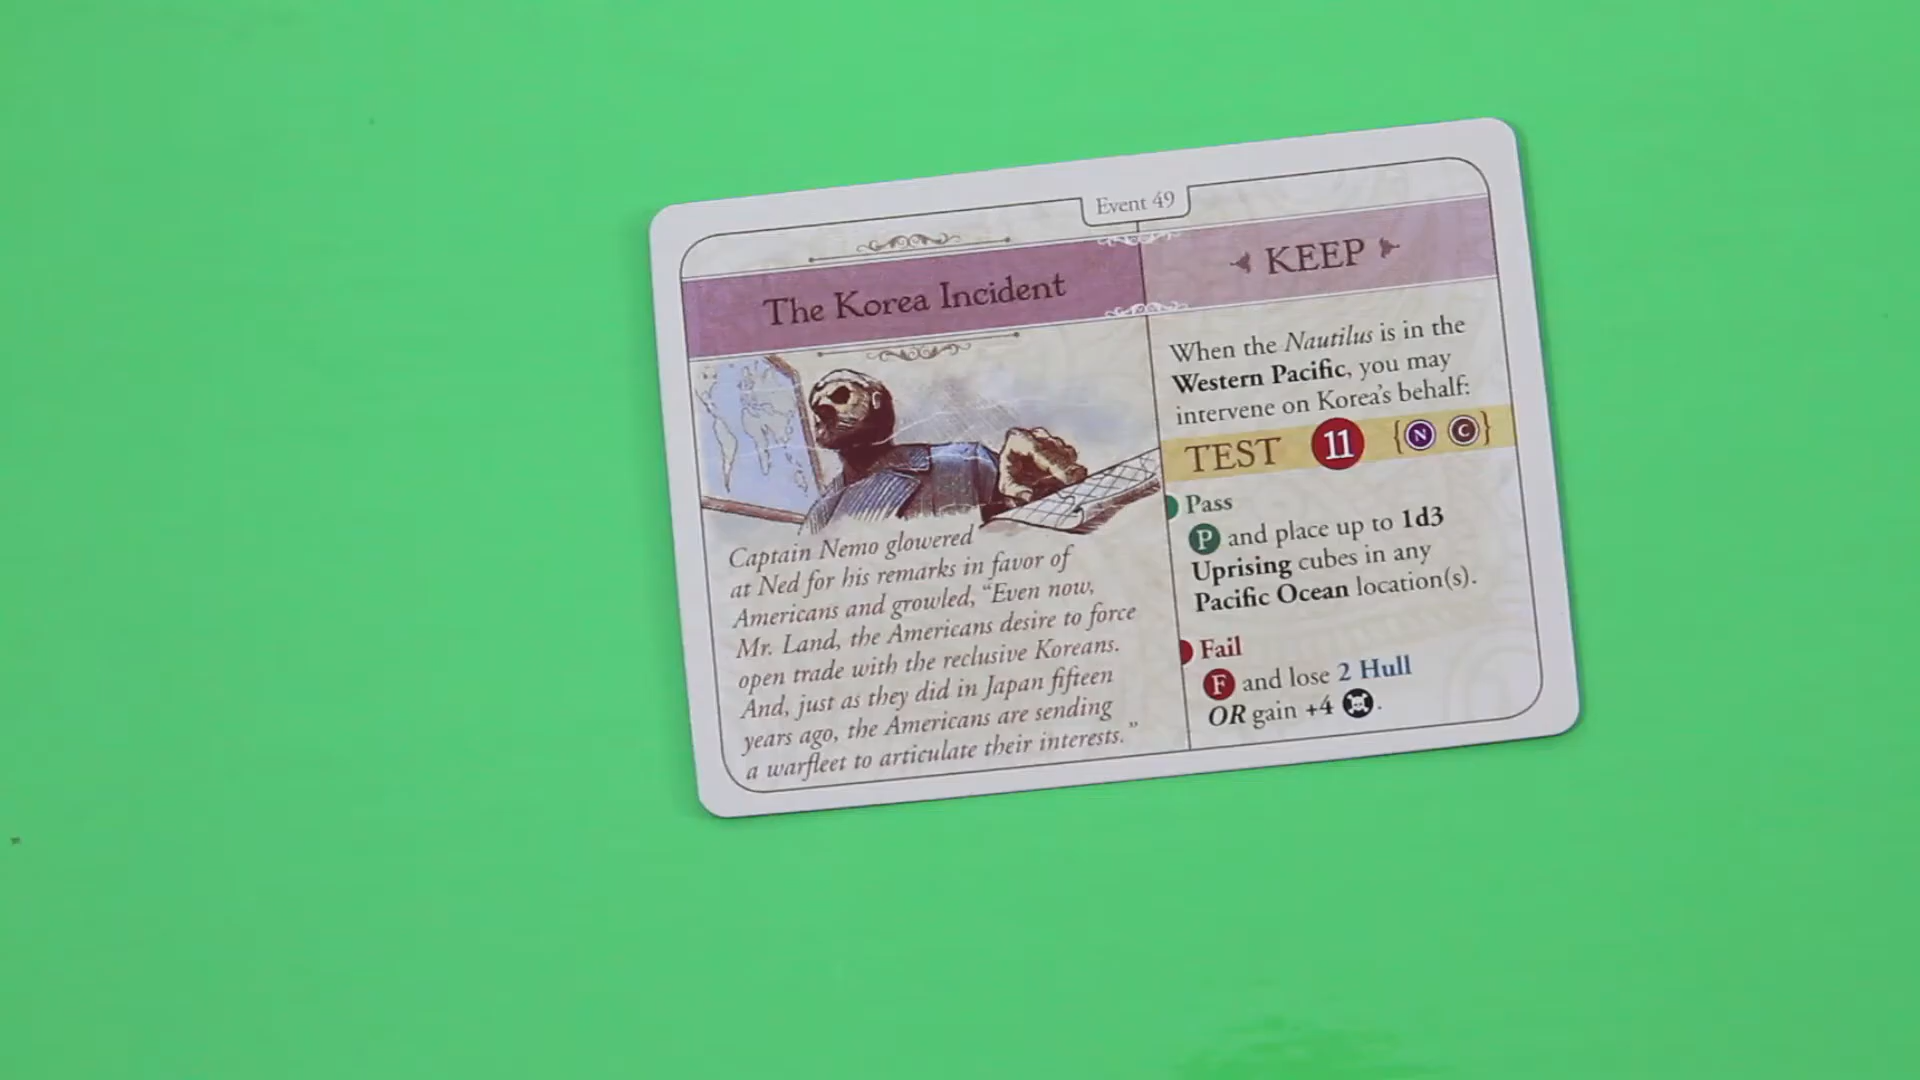 Event 49
The Korea Incident
Captain Nemo glowered
at Ned for his remarks in favor of
Americans and growled, “Even now,
Mr. Land, the Americans desire to force
open trade with the reclusive Koreans.
And, just as they did in Japan fifteen
years ago, the Americans are sending
a warfleet to articulate their interests.”
KEEP
When the Nautilus is in the
Western Pacific, you may
intervene on Korea's behalf:
TEST 11 {N C}
Pass
P and place up to 1d3
Uprising cubes in any
Pacific Ocean location(s).
Fail
F and lose 2 Hull
OR gain +4 .